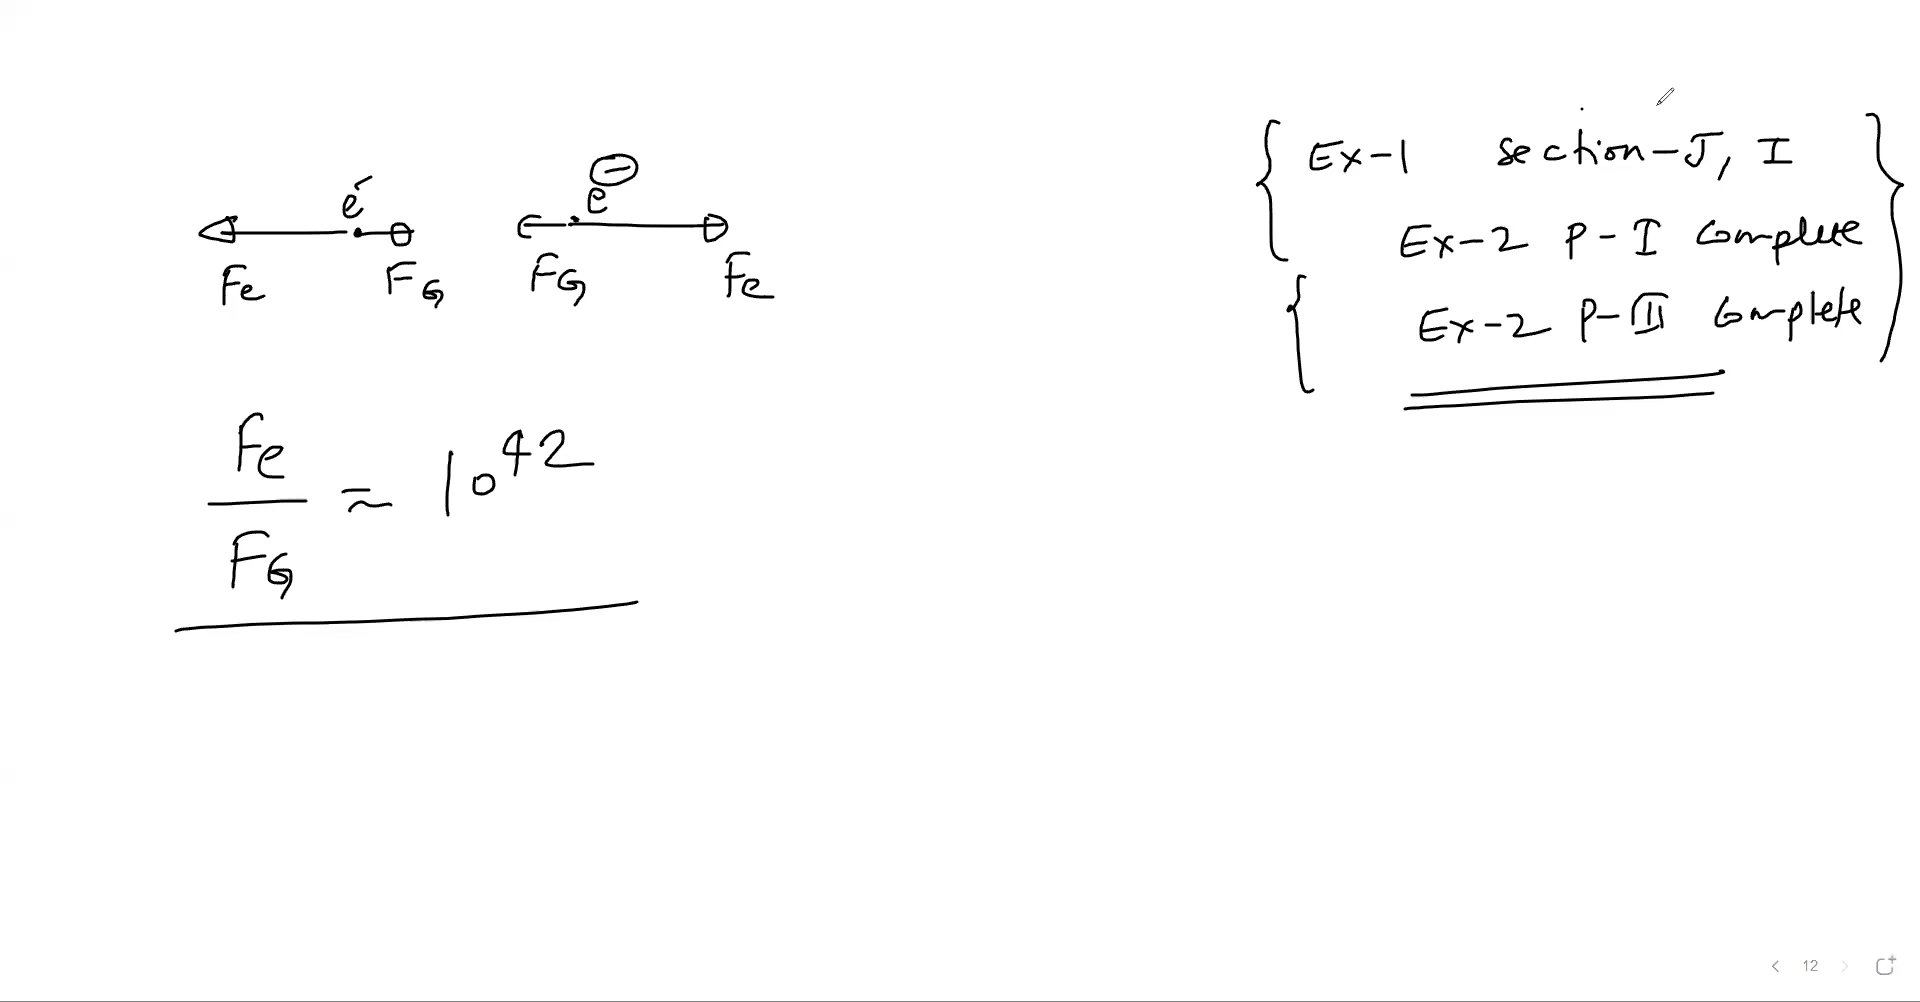 e⁻ e⊖
Fe FG FG Fe
Fe/FG ≈ 10^42
{ Ex-1 section-J, I }
Ex-2 P-I complete
{ Ex-2 P-II complete
12